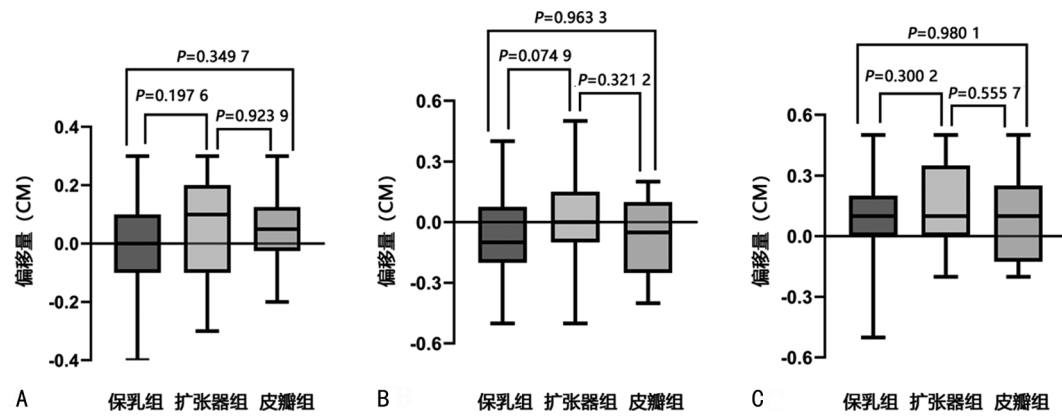 P=0.349 7
P=0.197 6
P=0.923 9
偏移量（CM）
0.4
0.2
0.0
-0.2
-0.4
A 保乳组 扩张器组 皮瓣组
P=0.963 3
P=0.074 9
P=0.321 2
偏移量（CM）
0.6
0.3
0.0
-0.3
-0.6
B 保乳组 扩张器组 皮瓣组
P=0.980 1
P=0.300 2
P=0.555 7
偏移量（CM）
0.6
0.3
0.0
-0.3
-0.6
C 保乳组 扩张器组 皮瓣组